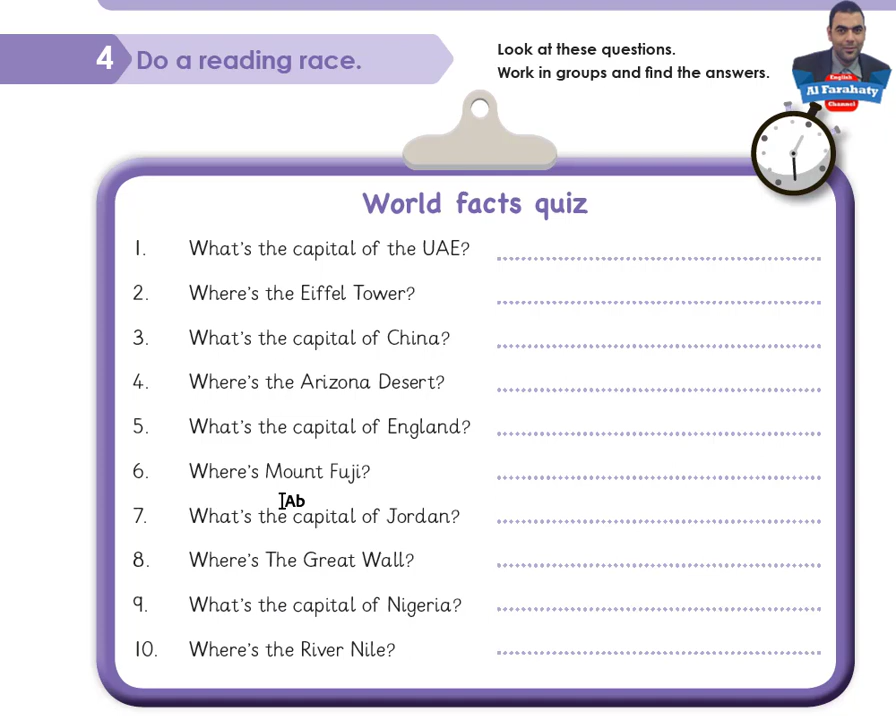 4 Do a reading race.
Look at these questions.
Work in groups and find the answers.
English
Al Farahaty
Channel
World facts quiz
1. What's the capital of the UAE?
2. Where's the Eiffel Tower?
3. What's the capital of China?
4. Where's the Arizona Desert?
5. What's the capital of England?
6. Where's Mount Fuji?
Ab
7. What's the capital of Jordan?
8. Where's The Great Wall?
9. What's the capital of Nigeria?
10. Where's the River Nile?